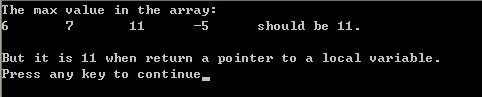 The max value in the array:
6 7 11 -5 should be 11.
But it is 11 when return a pointer to a local variable.
Press any key to continue_